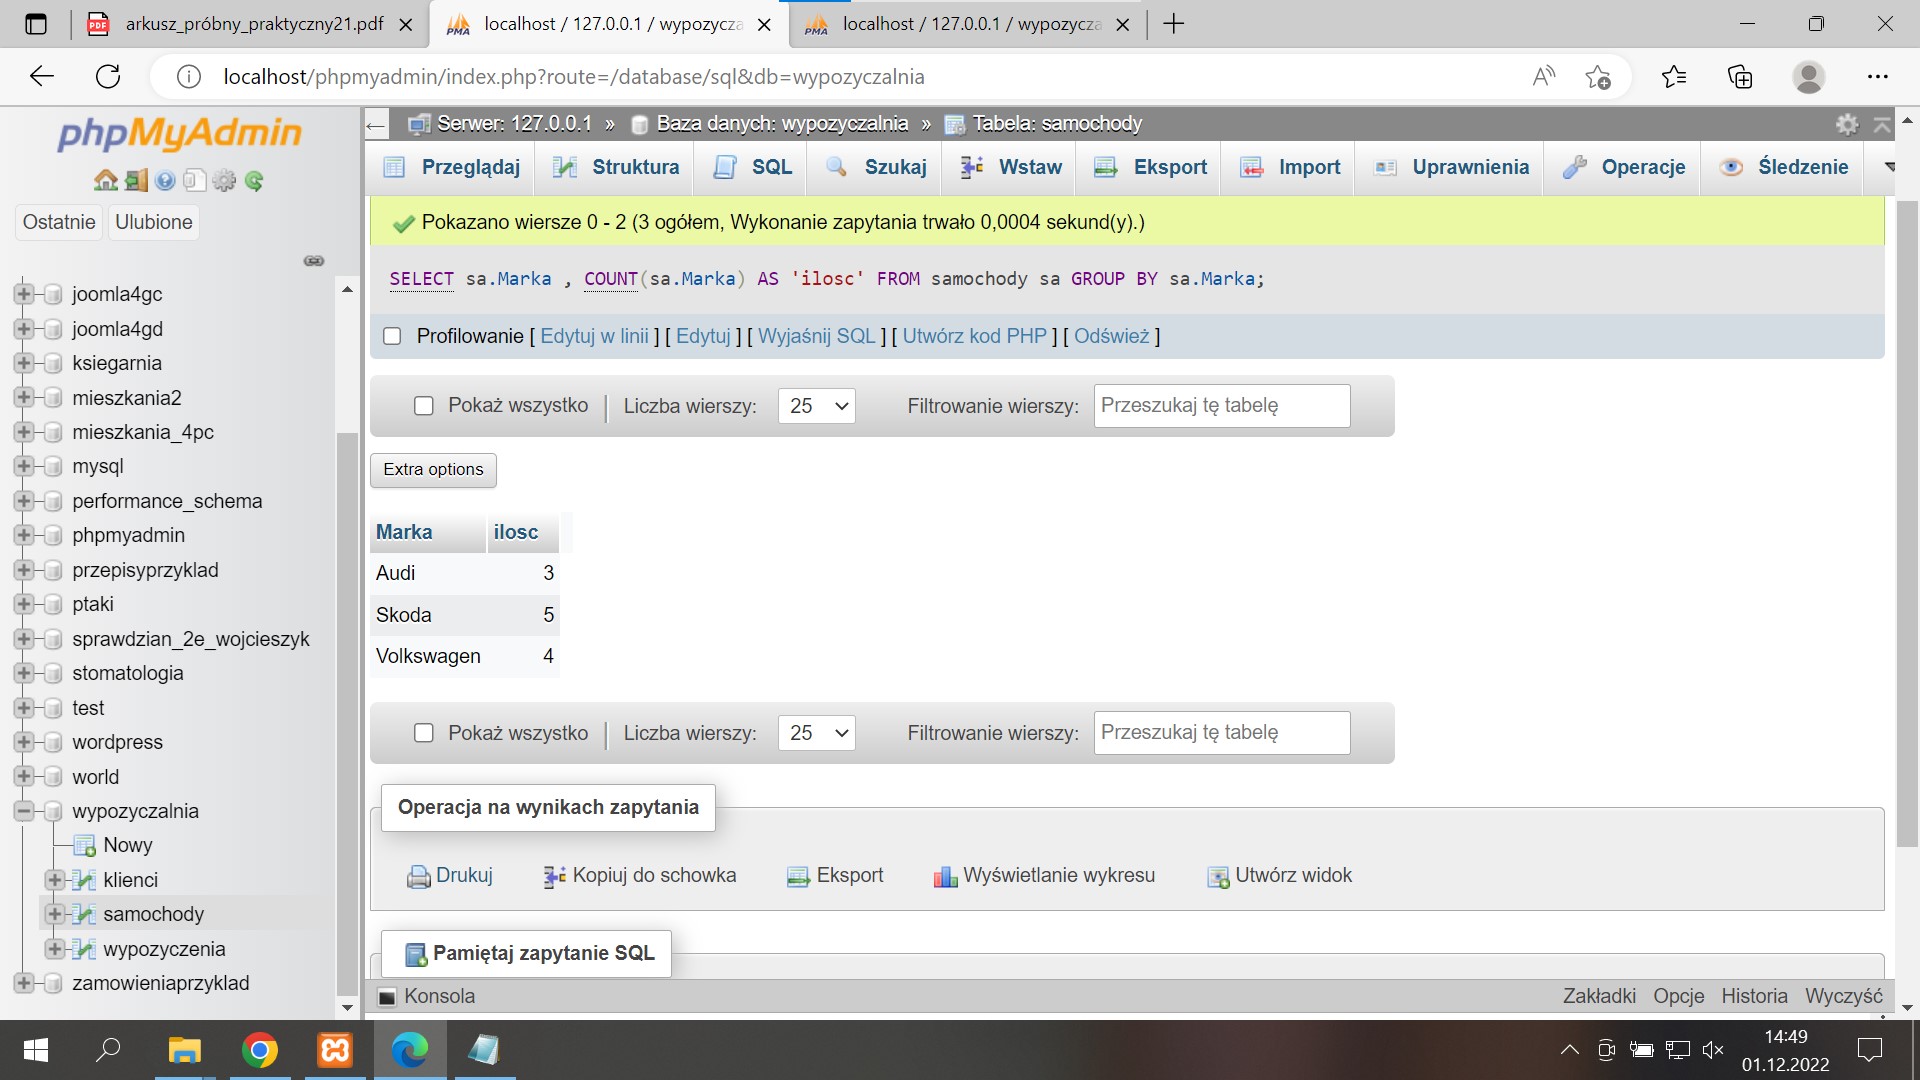 arkusz_próbny_praktyczny21.pdf
localhost / 127.0.0.1 / wypożycza
localhost / 127.0.0.1 / wypożycza
localhost/phpmyadmin/index.php?route=/database/sql&db=wypozyczalnia
phpMyAdmin
Ostatnie
Ulubione
joomla4gc
joomla4gd
ksiegarnia
mieszkania2
mieszkania_4pc
mysql
performance_schema
phpmyadmin
przepisyprzyklad
ptaki
sprawdzian_2e_wojcieszyk
stomatologia
test
wordpress
world
wypozyczalnia
Nowy
klienci
samochody
wypozyczenia
zamowieniaprzyklad
Serwer: 127.0.0.1 » Baza danych: wypozyczalnia » Tabela: samochody
Przeglądaj Struktura SQL Szukaj Wstaw Eksport Import Uprawnienia Operacje Śledzenie
Pokazano wiersze 0 - 2 (3 ogółem, Wykonanie zapytania trwało 0,0004 sekund(y).)
SELECT sa.Marka , COUNT(sa.Marka) AS 'ilosc' FROM samochody sa GROUP BY sa.Marka;
Profilowanie [ Edytuj w linii ] [ Edytuj ] [ Wyjaśnij SQL ] [ Utwórz kod PHP ] [ Odśwież ]
Pokaż wszystko | Liczba wierszy: 25 Filtrowanie wierszy: Przeszukaj tę tabelę
Extra options
Marka ilosc
Audi 3
Skoda 5
Volkswagen 4
Pokaż wszystko | Liczba wierszy: 25 Filtrowanie wierszy: Przeszukaj tę tabelę
Operacja na wynikach zapytania
Drukuj Kopiuj do schowka Eksport Wyświetlanie wykresu Utwórz widok
Pamiętaj zapytanie SQL
Konsola
Zakładki Opcje Historia Wyczyść
14:49
01.12.2022